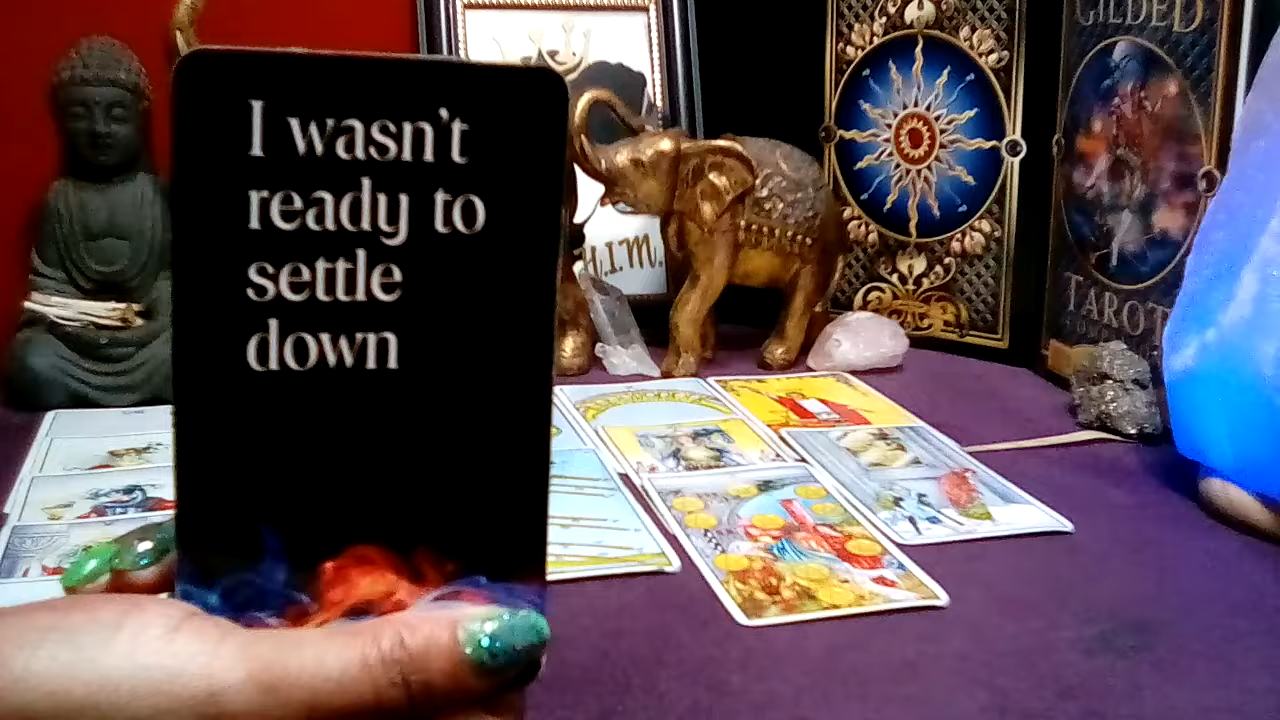 I wasn't
ready to
settle
down
H.I.M.
GILDED
TAROT